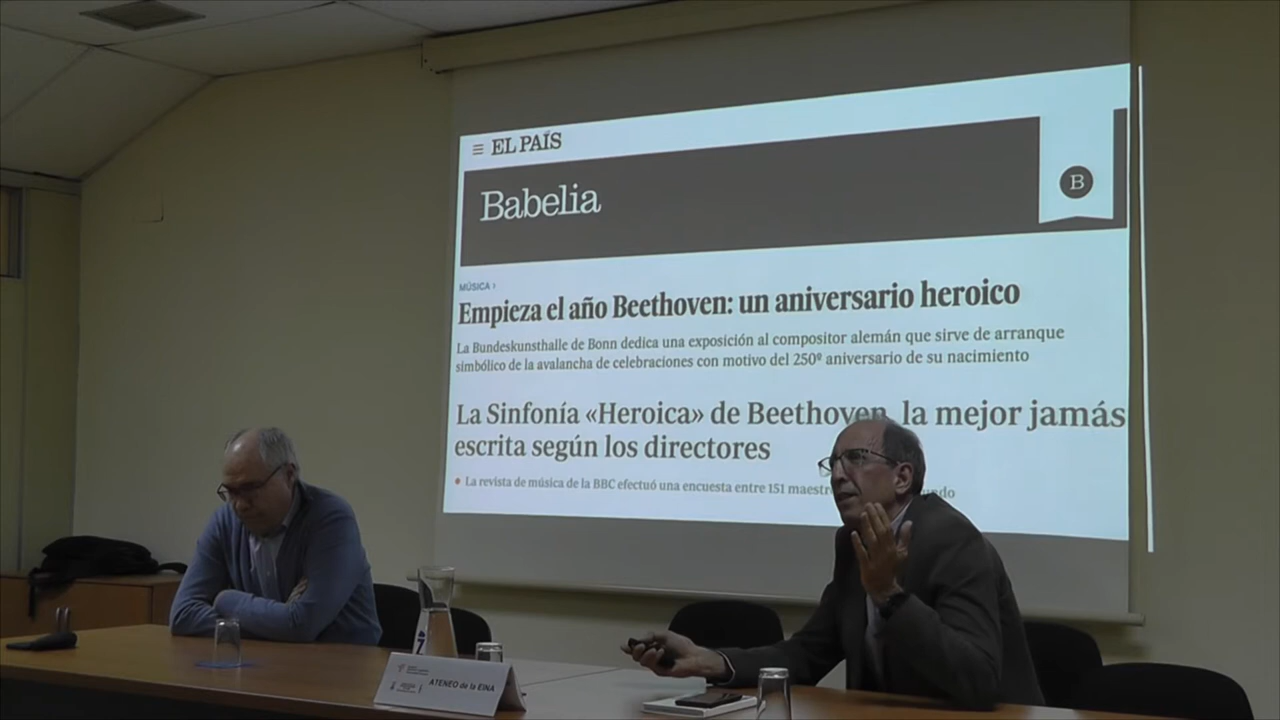 EL PAÍS
Babelia
B
MÚSICA
Empieza el año Beethoven: un aniversario heroico
La Bundeskunsthalle de Bonn dedica una exposición al compositor alemán que sirve de arranque
simbólico de la avalancha de celebraciones con motivo del 250º aniversario de su nacimiento
La Sinfonía «Heroica» de Beethoven, la mejor jamás
escrita según los directores
La revista de música de la BBC efectuó una encuesta entre 151
ATENEO de la EINA